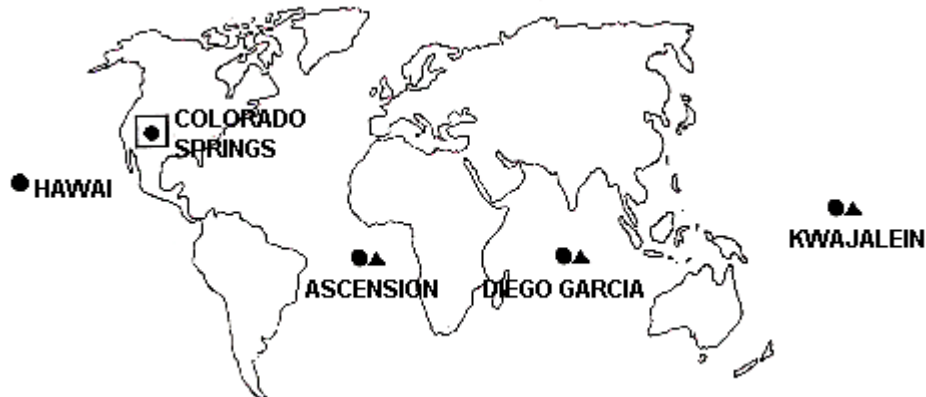 COLORADO
SPRINGS
HAWAI
KWAJALEIN
ASCENSION
DIEGO GARCIA